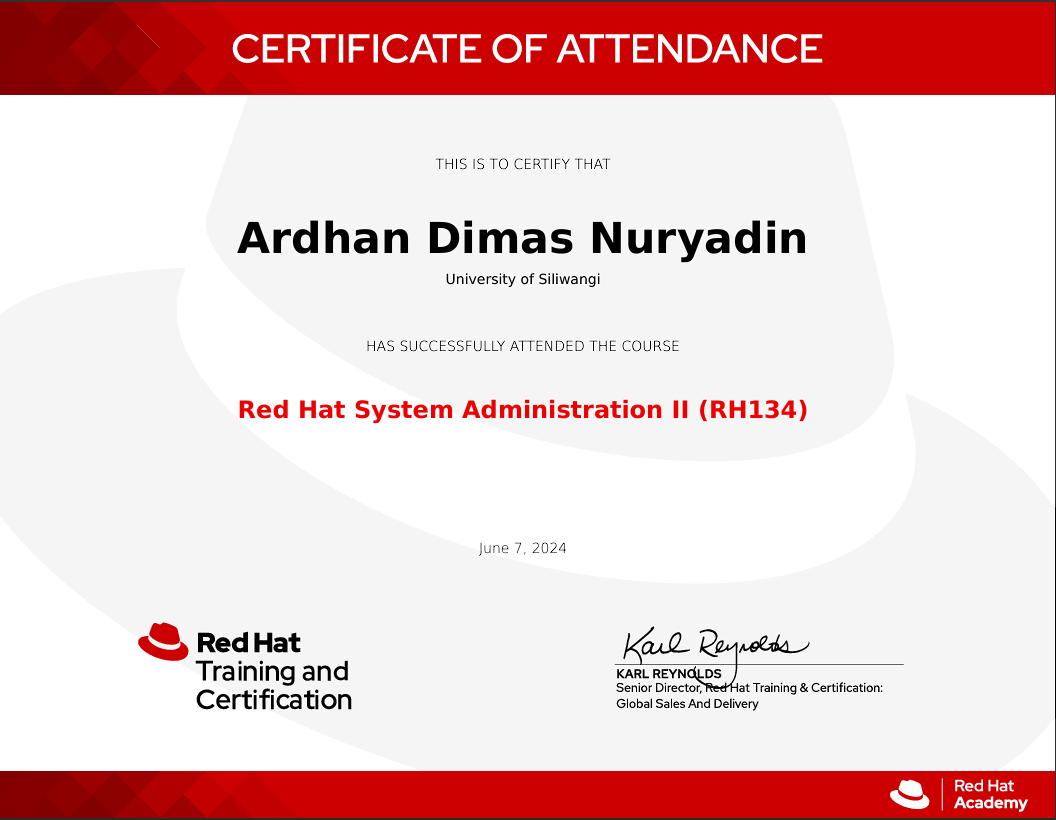 CERTIFICATE OF ATTENDANCE
THIS IS TO CERTIFY THAT
Ardhan Dimas Nuryadin
University of Siliwangi
HAS SUCCESSFULLY ATTENDED THE COURSE
Red Hat System Administration II (RH134)
June 7, 2024
Red Hat
Training and
Certification
Karl Reynolds
KARL REYNOLDS
Senior Director, Red Hat Training & Certification:
Global Sales And Delivery
Red Hat
Academy